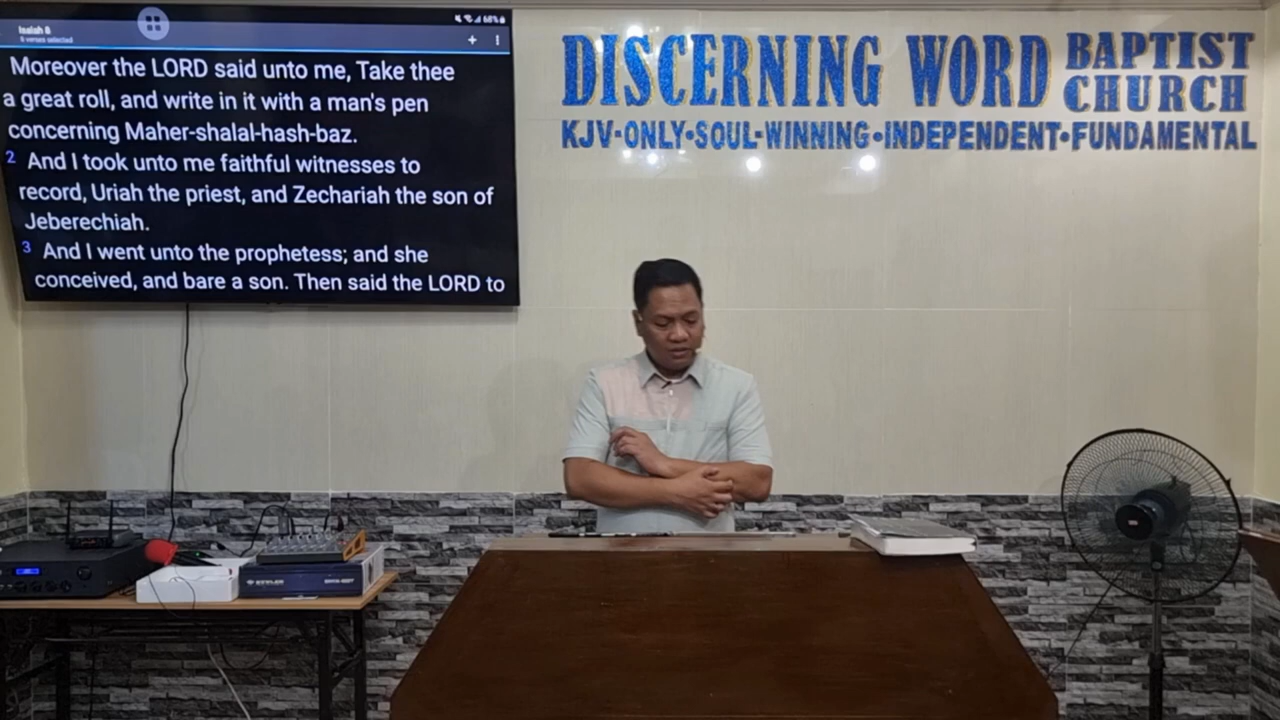 Isaiah 8
68%
Moreover the LORD said unto me, Take thee
a great roll, and write in it with a man's pen
concerning Maher-shalal-hash-baz.
2 And I took unto me faithful witnesses to
record, Uriah the priest, and Zechariah the son of
Jeberechiah.
3 And I went unto the prophetess; and she
conceived, and bare a son. Then said the LORD to
DISCERNING WORD BAPTIST
CHURCH
KJV-ONLY•SOUL-WINNING•INDEPENDENT•FUNDAMENTAL